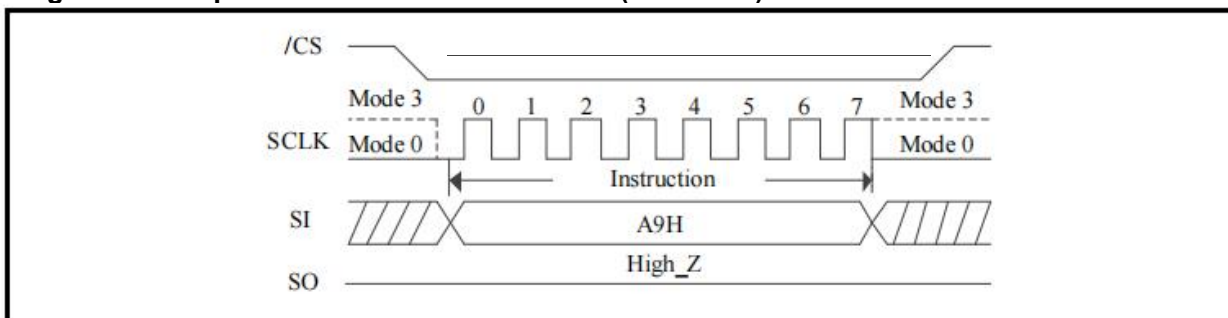 /CS
Mode 3 0 1 2 3 4 5 6 7 Mode 3
SCLK Mode 0 Mode 0
Instruction
SI A9H
High_Z
SO